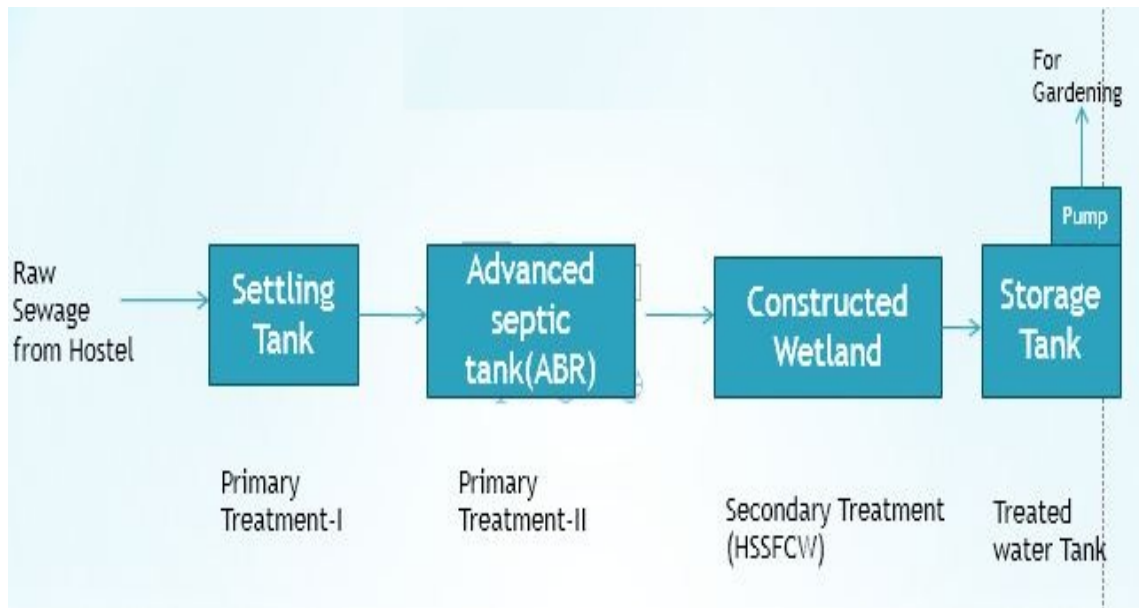 For
Gardening
Pump
Raw
Sewage
from Hostel
Settling
Tank
Advanced
septic
tank(ABR)
Constructed
Wetland
Storage
Tank
Primary
Treatment-I
Primary
Treatment-II
Secondary Treatment
(HSSFCW)
Treated
water Tank